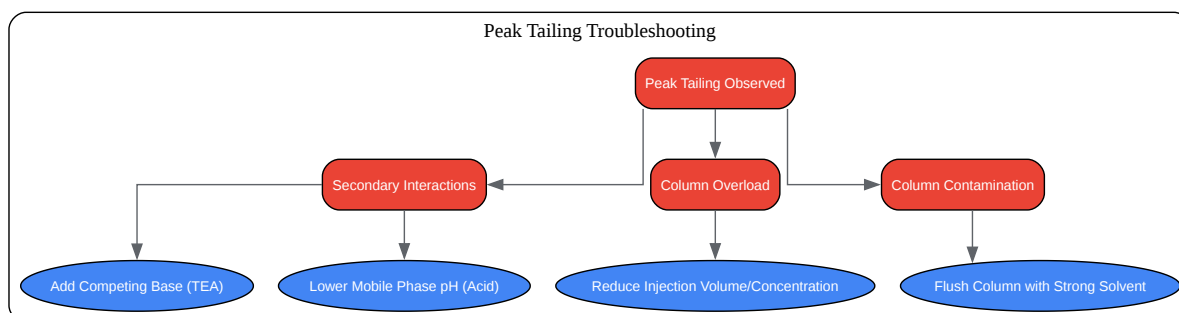 Peak Tailing Troubleshooting
Peak Tailing Observed
Secondary Interactions
Column Overload
Column Contamination
Add Competing Base (TEA)
Lower Mobile Phase pH (Acid)
Reduce Injection Volume/Concentration
Flush Column with Strong Solvent